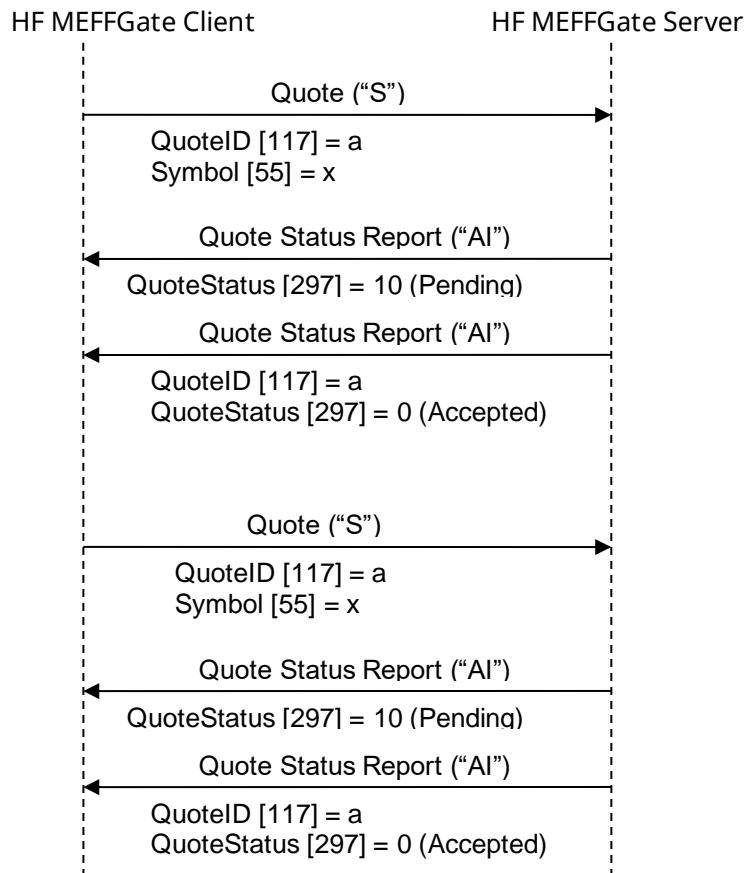 HF MEFFGate Client HF MEFFGate Server
Quote (“S”)
QuoteID [117] = a
Symbol [55] = x
Quote Status Report (“AI”)
QuoteStatus [297] = 10 (Pending)
Quote Status Report (“AI”)
QuoteID [117] = a
QuoteStatus [297] = 0 (Accepted)
Quote (“S”)
QuoteID [117] = a
Symbol [55] = x
Quote Status Report (“AI”)
QuoteStatus [297] = 10 (Pending)
Quote Status Report (“AI”)
QuoteID [117] = a
QuoteStatus [297] = 0 (Accepted)